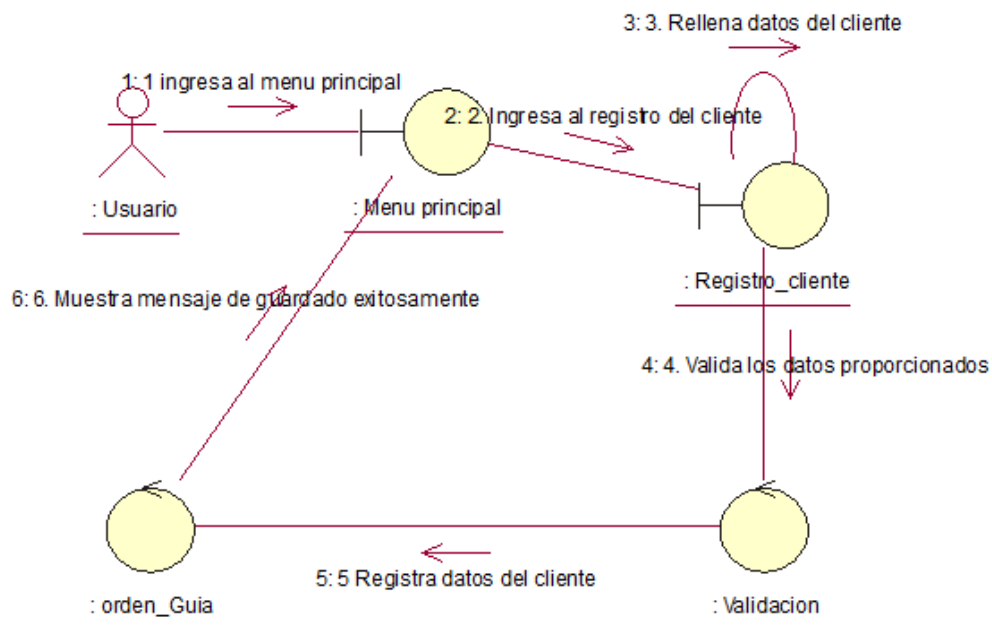 3: 3. Rellena datos del cliente
1: 1 ingresa al menu principal
2: 2. Ingresa al registro del cliente
: Usuario
: Menu principal
: Registro_cliente
6: 6. Muestra mensaje de guardado exitosamente
4: 4. Valida los datos proporcionados
5: 5 Registra datos del cliente
: orden_Guia
: Validacion